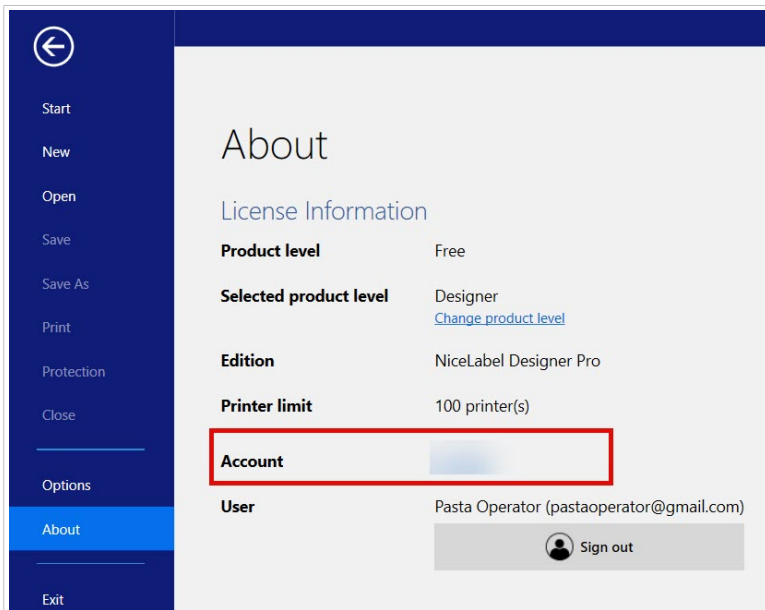 Start
New
Open
Save
Save As
Print
Protection
Close
Options
About
Exit
About
License Information
Product level Free
Selected product level Designer
Change product level
Edition NiceLabel Designer Pro
Printer limit 100 printer(s)
Account
User Pasta Operator (pastaoperator@gmail.com)
Sign out